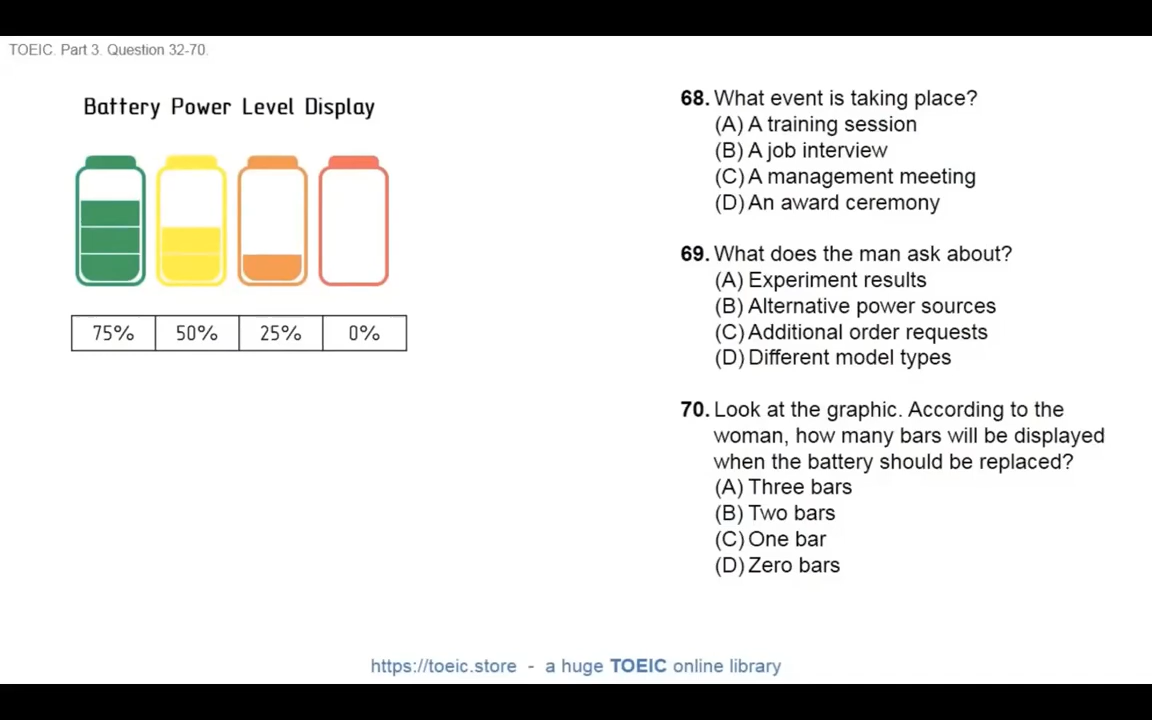 TOEIC. Part 3. Question 32-70.
Battery Power Level Display
75% 50% 25% 0%
68. What event is taking place?
(A) A training session
(B) A job interview
(C) A management meeting
(D) An award ceremony
69. What does the man ask about?
(A) Experiment results
(B) Alternative power sources
(C) Additional order requests
(D) Different model types
70. Look at the graphic. According to the
woman, how many bars will be displayed
when the battery should be replaced?
(A) Three bars
(B) Two bars
(C) One bar
(D) Zero bars
https://toeic.store - a huge TOEIC online library